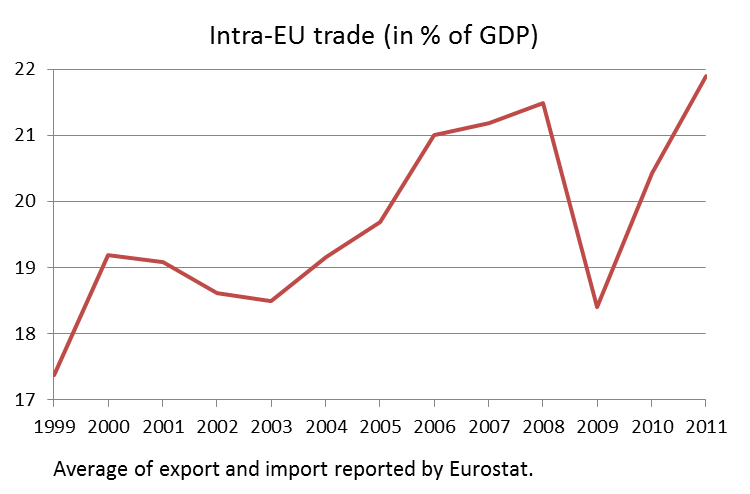 Intra-EU trade (in % of GDP)
22
21
20
19
18
17
1999 2000 2001 2002 2003 2004 2005 2006 2007 2008 2009 2010 2011
Average of export and import reported by Eurostat.